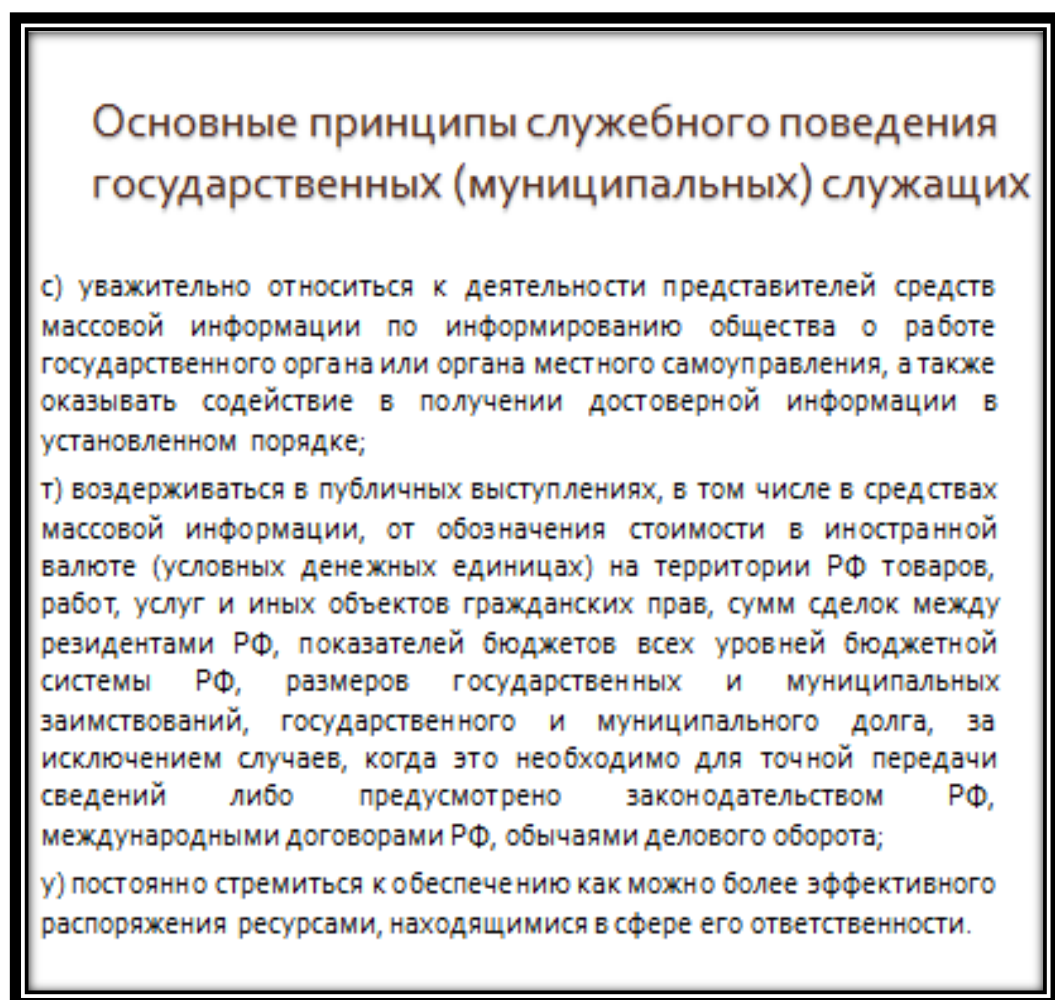 Основные принципы служебного поведения
государственных (муниципальных) служащих
с) уважительно относиться к деятельности представителей средств
массовой информации по информированию общества о работе
государственного органа или органа местного самоуправления, а также
оказывать содействие в получении достоверной информации в
установленном порядке;
т) воздерживаться в публичных выступлениях, в том числе в средствах
массовой информации, от обозначения стоимости в иностранной
валюте (условных денежных единицах) на территории РФ товаров,
работ, услуг и иных объектов гражданских прав, сумм сделок между
резидентами РФ, показателей бюджетов всех уровней бюджетной
системы РФ, размеров государственных и муниципальных
заимствований, государственного и муниципального долга, за
исключением случаев, когда это необходимо для точной передачи
сведений либо предусмотрено законодательством РФ,
международными договорами РФ, обычаями делового оборота;
у) постоянно стремиться к обеспечению как можно более эффективного
распоряжения ресурсами, находящимися в сфере его ответственности.